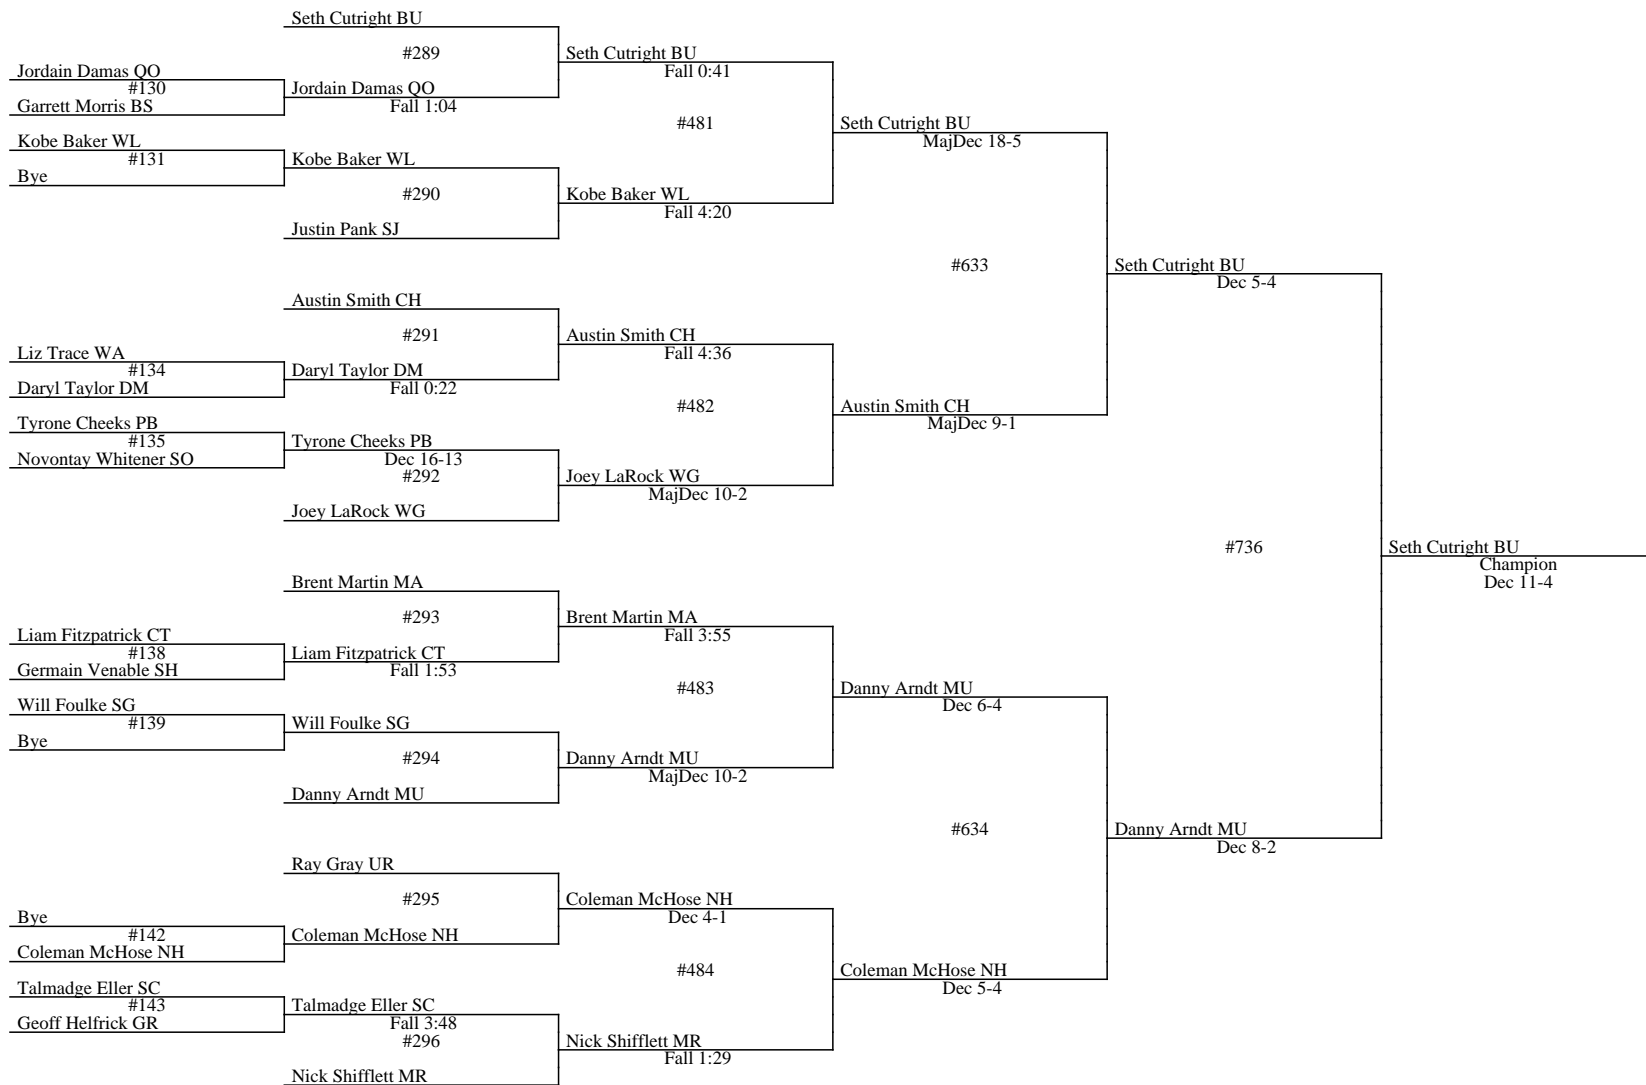 Seth Cutright BU
#289
Seth Cutright BU
Fall 0:41
Jordain Damas QO
#130
Garrett Morris BS
Jordain Damas QO
Fall 1:04
#481
Seth Cutright BU
MajDec 18-5
Kobe Baker WL
#131
Bye
Kobe Baker WL
#290
Kobe Baker WL
Fall 4:20
Justin Pank SJ
#633
Seth Cutright BU
Dec 5-4
Austin Smith CH
#291
Austin Smith CH
Fall 4:36
Liz Trace WA
#134
Daryl Taylor DM
Daryl Taylor DM
Fall 0:22
#482
Austin Smith CH
MajDec 9-1
Tyrone Cheeks PB
#135
Novontay Whitener SO
Tyrone Cheeks PB
Dec 16-13
#292
Joey LaRock WG
MajDec 10-2
Joey LaRock WG
#736
Seth Cutright BU
Champion
Dec 11-4
Brent Martin MA
#293
Brent Martin MA
Fall 3:55
Liam Fitzpatrick CT
#138
Germain Venable SH
Liam Fitzpatrick CT
Fall 1:53
#483
Danny Arndt MU
Dec 6-4
Will Foulke SG
#139
Bye
Will Foulke SG
#294
Danny Arndt MU
MajDec 10-2
Danny Arndt MU
#634
Danny Arndt MU
Dec 8-2
Ray Gray UR
#295
Coleman McHose NH
Dec 4-1
Bye
#142
Coleman McHose NH
Coleman McHose NH
#484
Coleman McHose NH
Dec 5-4
Talmadge Eller SC
#143
Geoff Helfrick GR
Talmadge Eller SC
Fall 3:48
#296
Nick Shifflett MR
Fall 1:29
Nick Shifflett MR